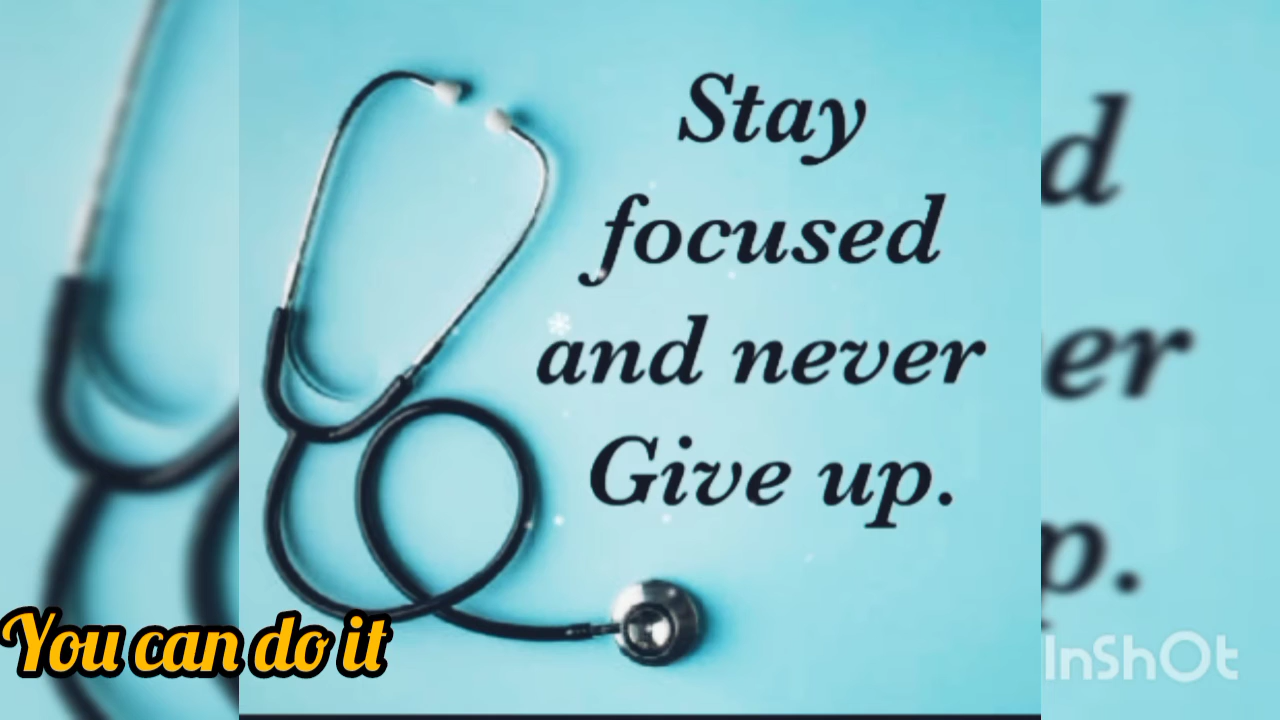 Stay
focused
and never
Give up.
You can do it
InShOt